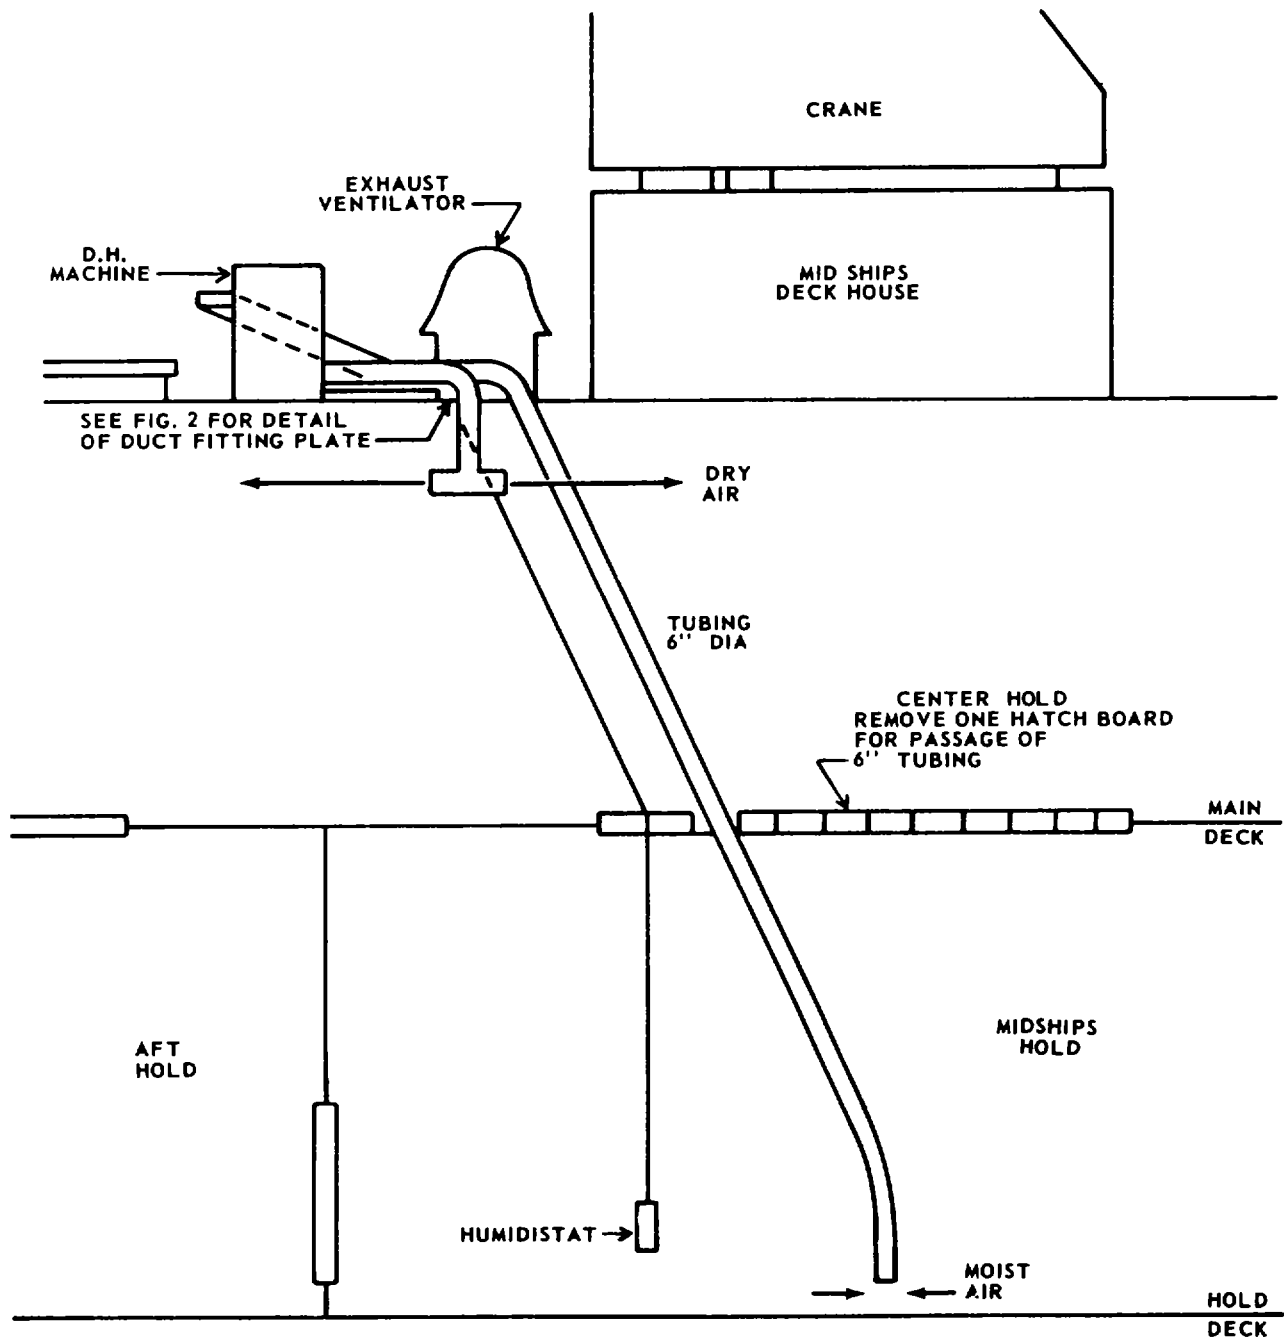 CRANE
EXHAUST
VENTILATOR
D.H.
MACHINE
MID SHIPS
DECK HOUSE
SEE FIG. 2 FOR DETAIL
OF DUCT FITTING PLATE
DRY
AIR
TUBING
6'' DIA
CENTER HOLD
REMOVE ONE HATCH BOARD
FOR PASSAGE OF
6'' TUBING
MAIN
DECK
AFT
HOLD
MIDSHIPS
HOLD
HUMIDISTAT
MOIST
AIR
HOLD
DECK